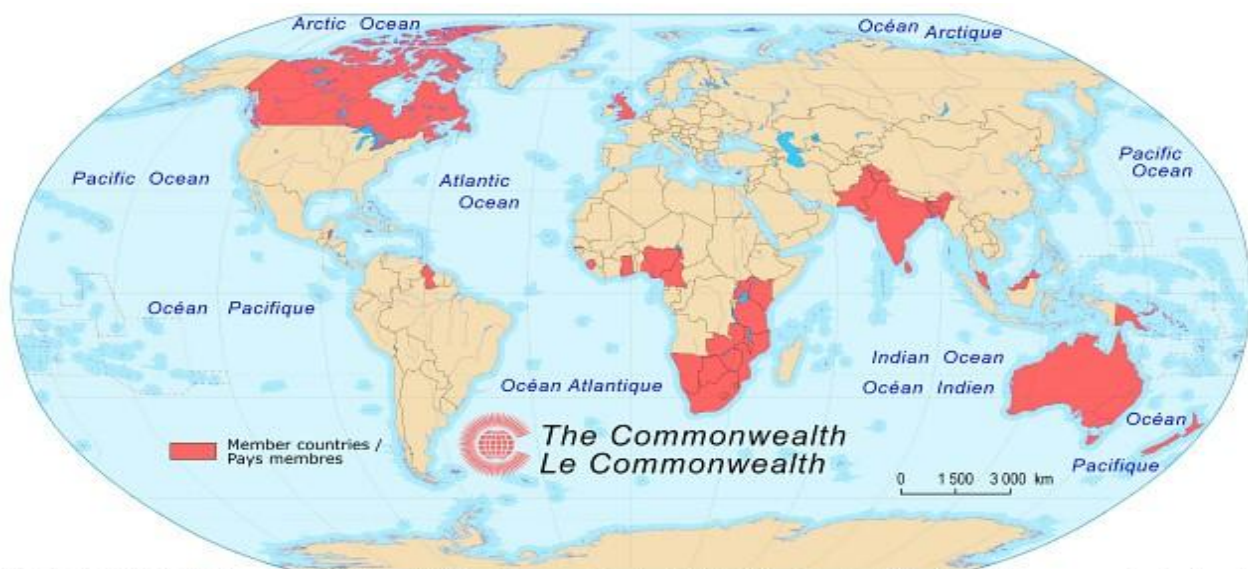 Arctic Ocean
Océan
Arctique
Pacific Ocean
Atlantic
Ocean
Pacific
Ocean
Océan Pacifique
Indian Ocean
Océan Atlantique
Océan Indien
Océan
Pacifique
Member countries /
Pays membres
The Commonwealth
Le Commonwealth
0 1 500 3 000 km